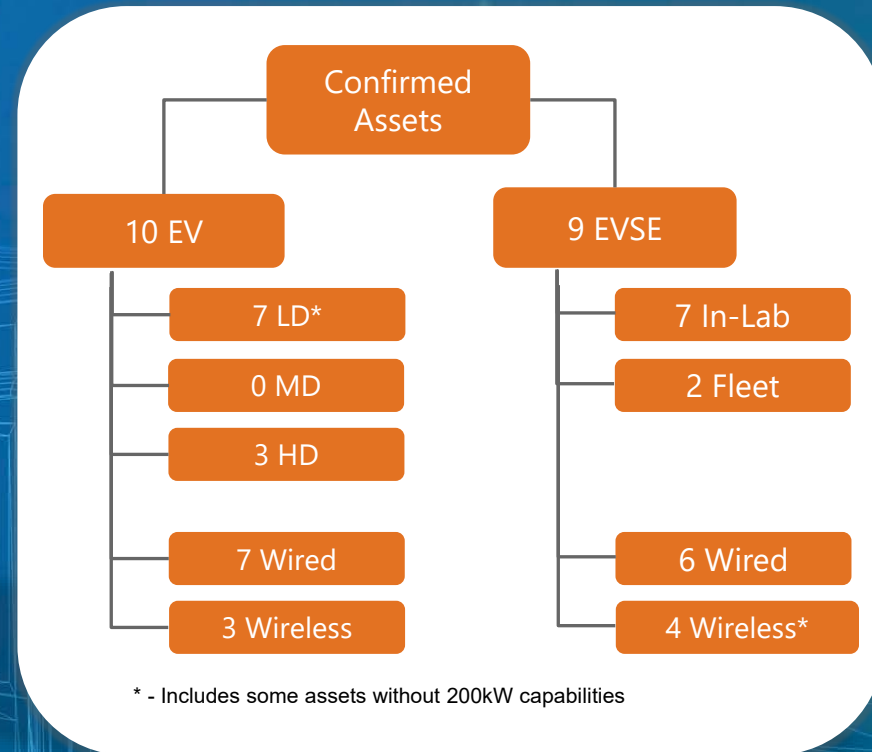 Confirmed
Assets
10 EV
7 LD*
0 MD
3 HD
7 Wired
3 Wireless
9 EVSE
7 In-Lab
2 Fleet
6 Wired
4 Wireless*
* - Includes some assets without 200kW capabilities